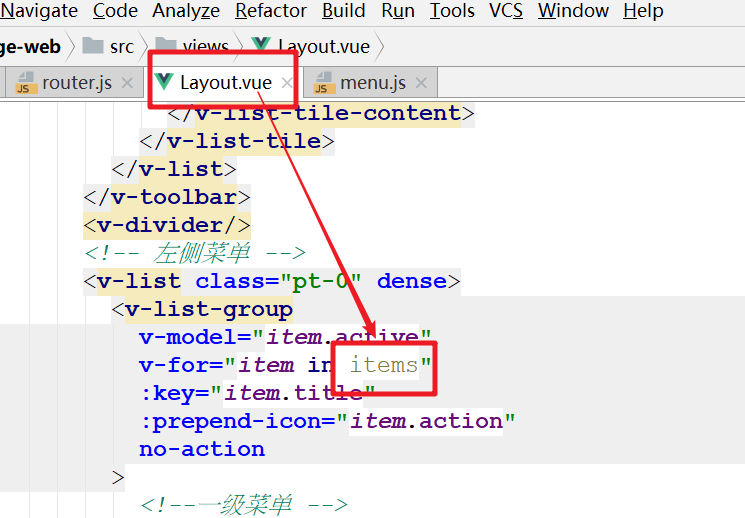 Navigate Code Analyze Refactor Build Run Tools VCS Window Help
ge-web src views Layout.vue
router.js Layout.vue menu.js
</v-list-tile-content>
</v-list-tile>
</v-list>
</v-toolbar>
<v-divider/>
<!-- 左侧菜单 -->
<v-list class="pt-0" dense>
<v-list-group
v-model="item.active"
v-for="item in items"
:key="item.title"
:prepend-icon="item.action"
no-action
>
<!--一级菜单 -->